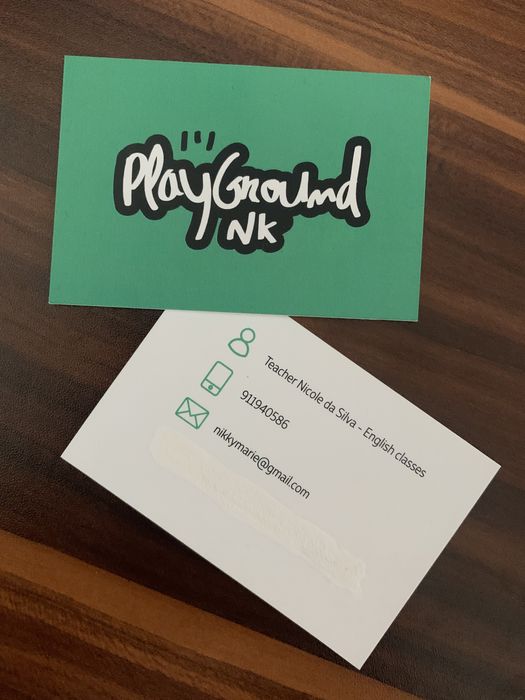 PlayGround
NK
Teacher Nicole da Silva - English classes
911940586
nikkymarie@gmail.com